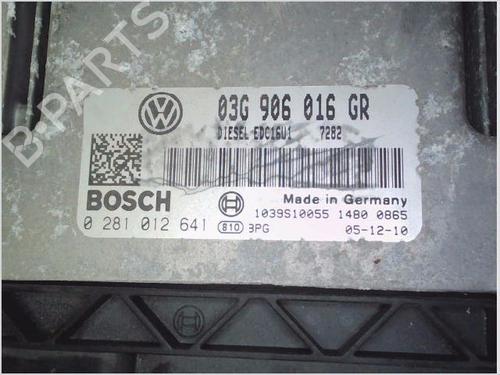 B-PARTS
03G 906 016 GR
DIESEL EDC16U1 7282
BOSCH
Made in Germany
0 281 012 641
1039S10055 1480 0865
810 3PG 05-12-10